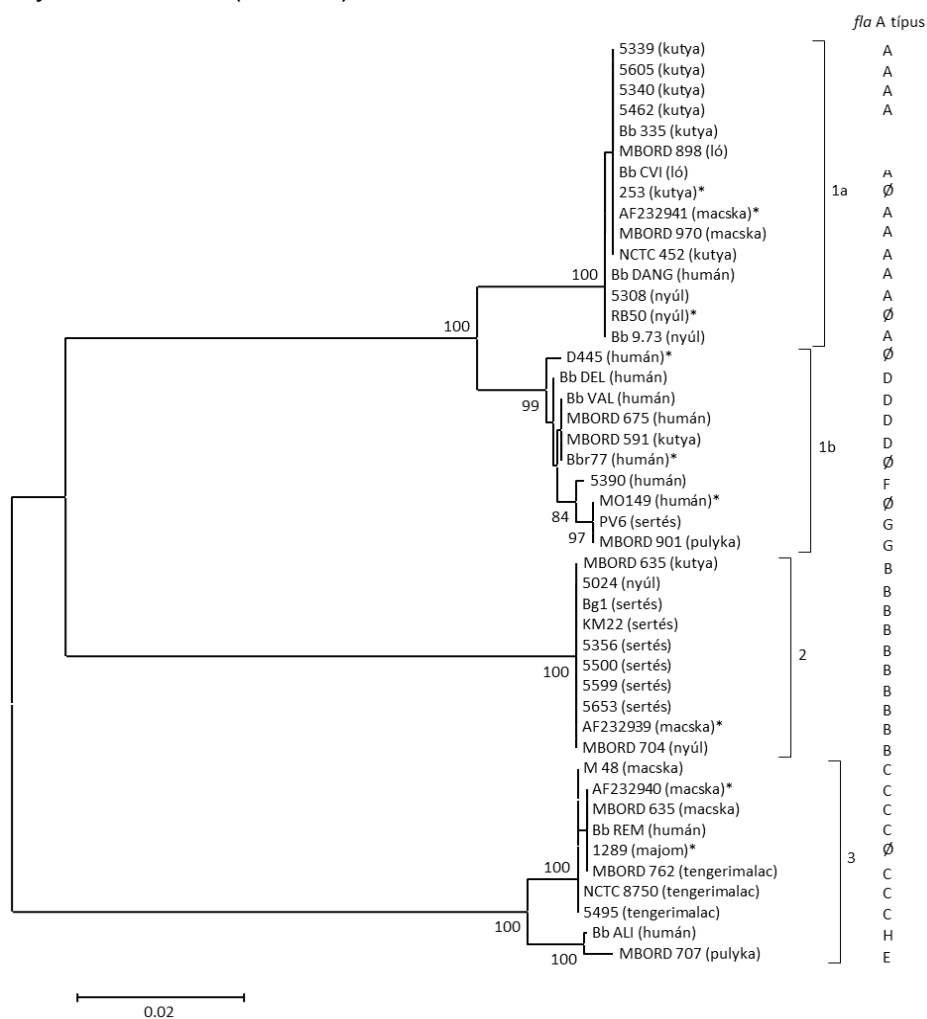 fla A típus
5339 (kutya) A
5605 (kutya) A
5340 (kutya) A
5462 (kutya) A
Bb 335 (kutya)
MBORD 898 (ló)
Bb CVI (ló) A
253 (kutya)* 1a Ø
AF232941 (macska)* A
MBORD 970 (macska) A
NCTC 452 (kutya) A
100 Bb DANG (humán) A
5308 (nyúl) A
RB50 (nyúl)* Ø
100 Bb 9.73 (nyúl) A
D445 (humán)* Ø
Bb DEL (humán) D
99 Bb VAL (humán) D
MBORD 675 (humán) D
MBORD 591 (kutya) 1b D
Bbr77 (humán)* Ø
5390 (humán) F
MO149 (humán)* Ø
84 PV6 (sertés) G
97 MBORD 901 (pulyka) G
MBORD 635 (kutya) B
5024 (nyúl) B
Bg1 (sertés) B
KM22 (sertés) B
5356 (sertés) 2 B
100 5500 (sertés) B
5599 (sertés) B
5653 (sertés) B
AF232939 (macska)* B
MBORD 704 (nyúl) B
M 48 (macska) C
AF232940 (macska)* C
MBORD 635 (macska) C
Bb REM (humán) C
1289 (majom)* 3 Ø
100 MBORD 762 (tengerimalac) C
NCTC 8750 (tengerimalac) C
5495 (tengerimalac) C
100 Bb ALI (humán) H
100 MBORD 707 (pulyka) E
0.02